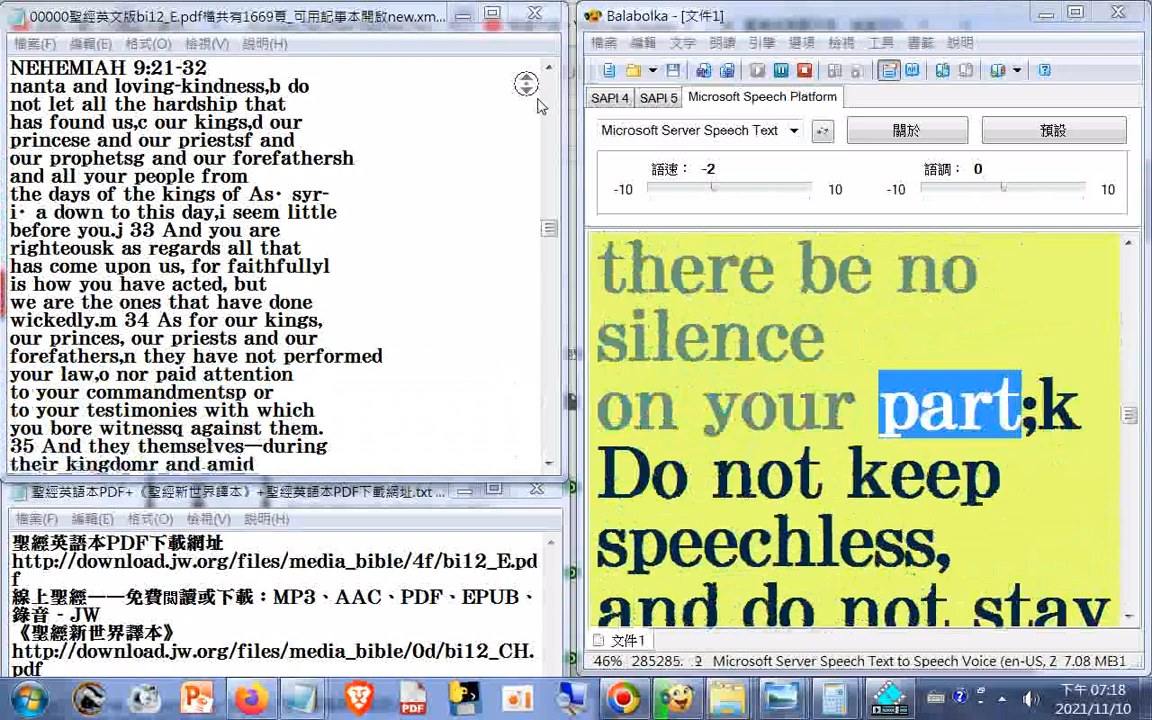 00000聖經英文版bi12_E.pdf檔共有1669頁_可用記事本開啟new.xm...
檔案(F) 編輯(E) 格式(O) 檢視(V) 說明(H)
NEHEMIAH 9:21-32
nanta and loving-kindness,b do
not let all the hardship that
has found us,c our kings,d our
princese and our priestsf and
our prophetsg and our forefathersh
and all your people from
the days of the kings of As· syr-
i· a down to this day,i seem little
before you.j 33 And you are
righteousk as regards all that
has come upon us, for faithfullyl
is how you have acted, but
we are the ones that have done
wickedly.m 34 As for our kings,
our princes, our priests and our
forefathers,n they have not performed
your law,o nor paid attention
to your commandmentsp or
to your testimonies with which
you bore witnessq against them.
35 And they themselves—during
their kingdomr and amid
聖經英語本PDF+《聖經新世界譯本》+聖經英語本PDF下載網址.txt ...
檔案(F) 編輯(E) 格式(O) 檢視(V) 說明(H)
聖經英語本PDF下載網址
http://download.jw.org/files/media_bible/4f/bi12_E.pd
f
線上聖經──免費閱讀或下載：MP3、AAC、PDF、EPUB、
錄音 - JW
《聖經新世界譯本》
http://download.jw.org/files/media_bible/0d/bi12_CH.
pdf
Balabolka - [文件1]
檔案 編輯 文字 朗讀 引擎 選項 檢視 工具 書籤 說明
SAPI 4 SAPI 5 Microsoft Speech Platform
Microsoft Server Speech Text
關於
預設
語速： -2
-10 10
語調： 0
-10 10
there be no
silence
on your part;k
Do not keep
speechless,
and do not stay
文件1
46% 285285. Microsoft Server Speech Text to Speech Voice (en-US, Z 7.08 MB1
下午 07:18
2021/11/10